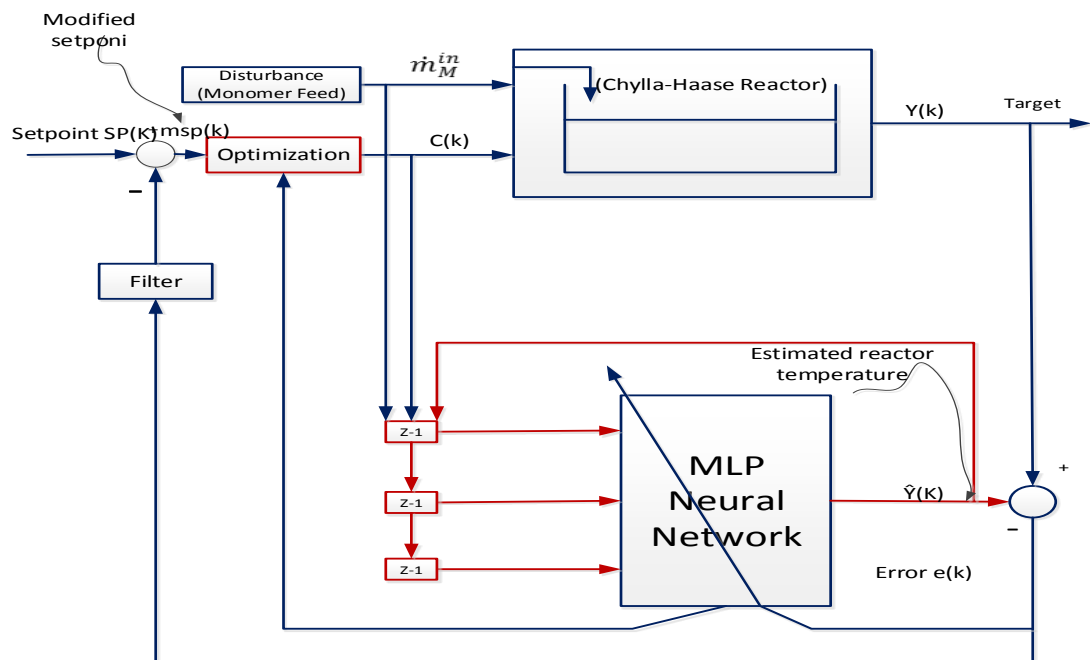 Modified
setponi
Disturbance
(Monomer Feed)
ṁ_M^in
(Chylla-Haase Reactor)
Y(k)
Target
Setpoint SP(K)
+
msp(k)
Optimization
C(k)
−
Filter
Estimated reactor
temperature
Z-1
MLP
Neural
Network
Z-1
Ŷ(K)
+
−
Z-1
Error e(k)